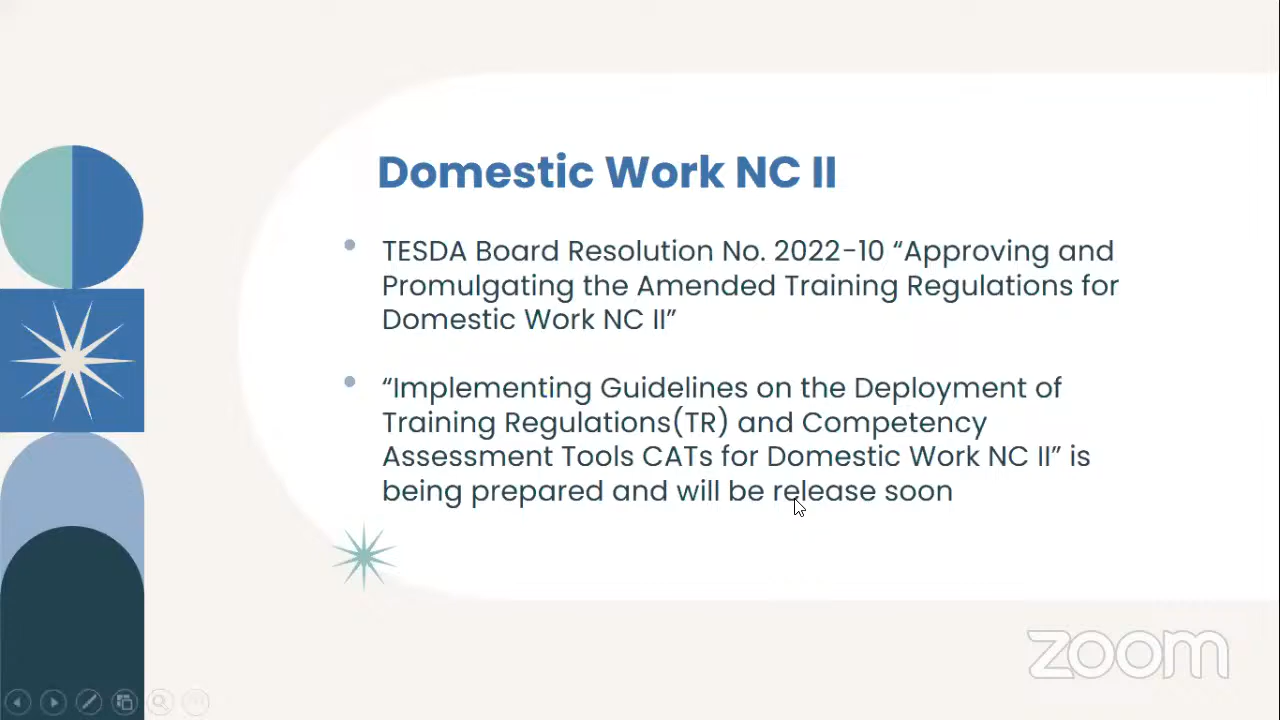 Domestic Work NC II
TESDA Board Resolution No. 2022-10 “Approving and
Promulgating the Amended Training Regulations for
Domestic Work NC II”
“Implementing Guidelines on the Deployment of
Training Regulations(TR) and Competency
Assessment Tools CATs for Domestic Work NC II” is
being prepared and will be release soon
zoom